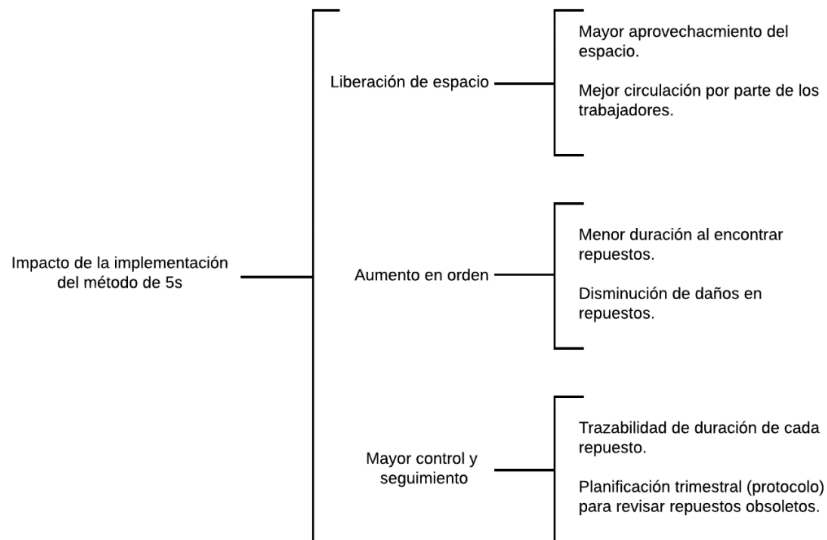 Impacto de la implementación
del método de 5s
Liberación de espacio
Mayor aprovechacmiento del
espacio.
Mejor circulación por parte de los
trabajadores.
Aumento en orden
Menor duración al encontrar
repuestos.
Disminución de daños en
repuestos.
Mayor control y
seguimiento
Trazabilidad de duración de cada
repuesto.
Planificación trimestral (protocolo)
para revisar repuestos obsoletos.